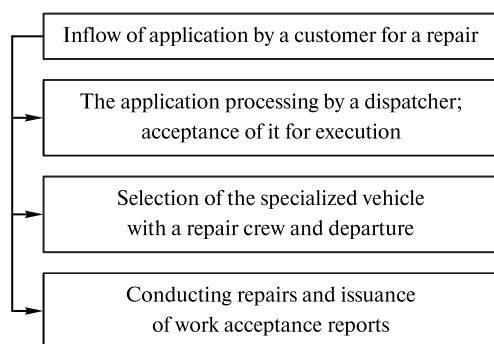 Inflow of application by a customer for a repair
The application processing by a dispatcher;
acceptance of it for execution
Selection of the specialized vehicle
with a repair crew and departure
Conducting repairs and issuance
of work acceptance reports